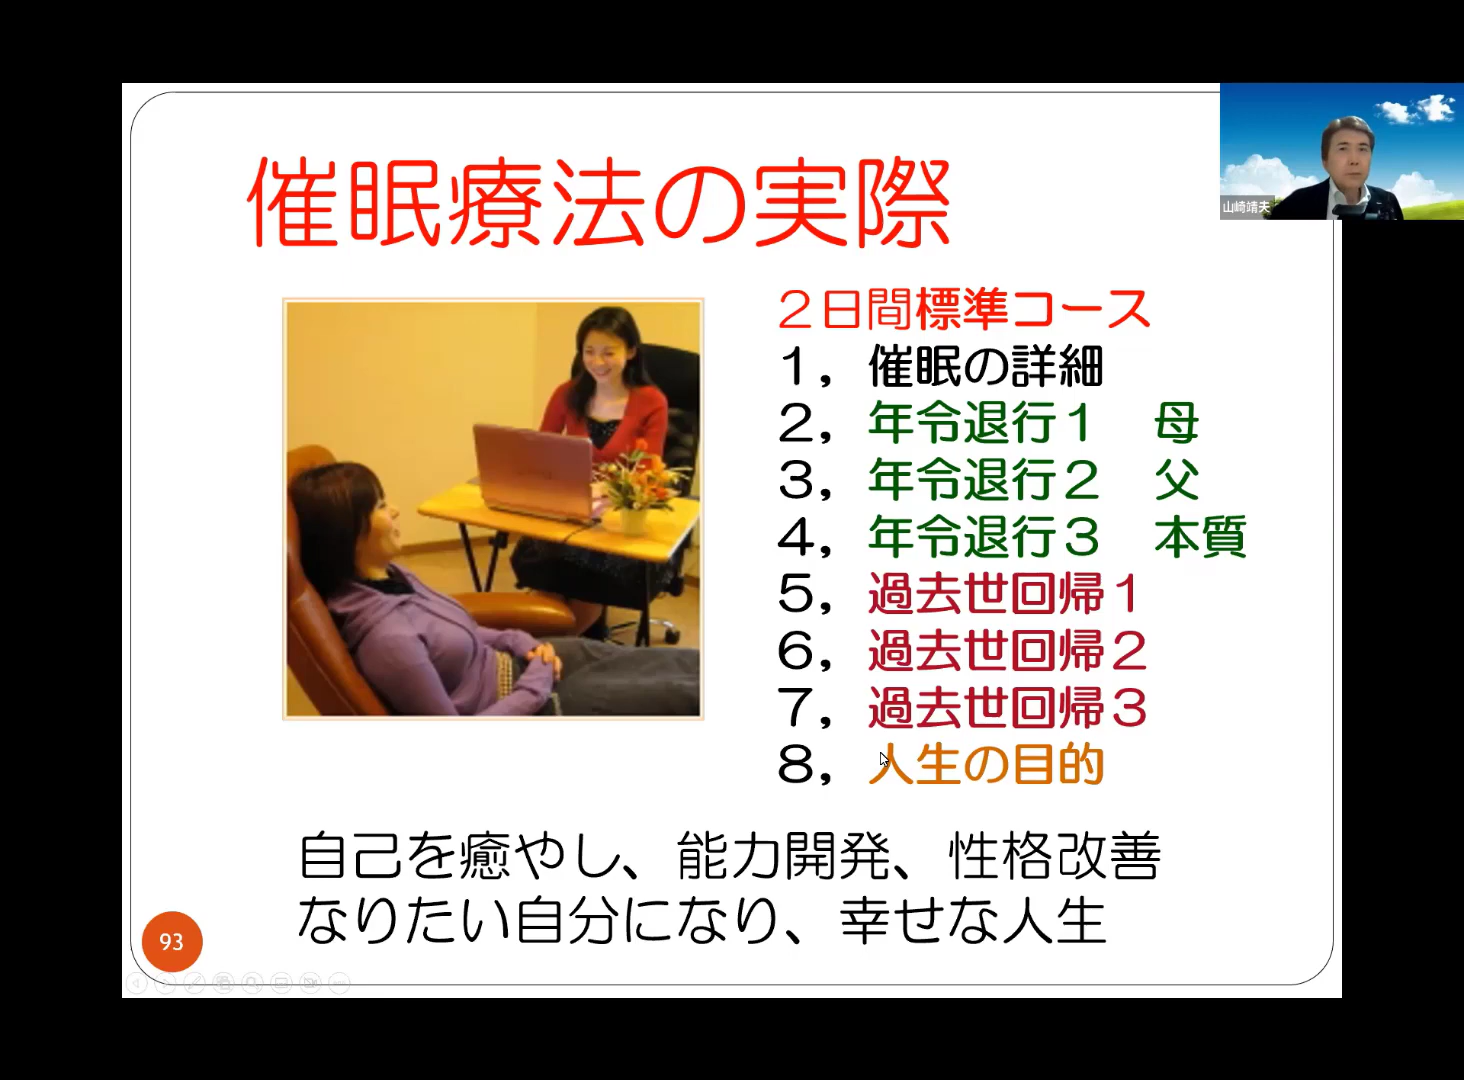 催眠療法の実際
山崎靖夫
２日間標準コース
１，催眠の詳細
２，年令退行１　母
３，年令退行２　父
４，年令退行３　本質
５，過去世回帰１
６，過去世回帰２
７，過去世回帰３
８，人生の目的
自己を癒やし、能力開発、性格改善
なりたい自分になり、幸せな人生
93